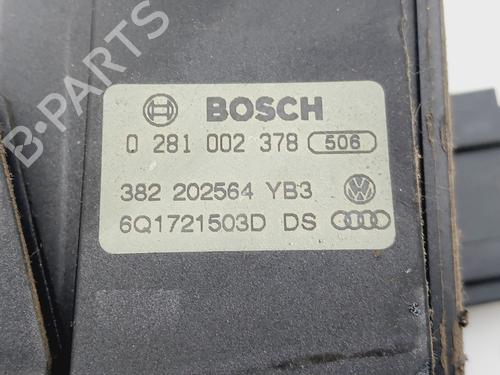 B-PARTS
BOSCH
0 281 002 378 506
382 202564 YB3
6Q1721503D DS